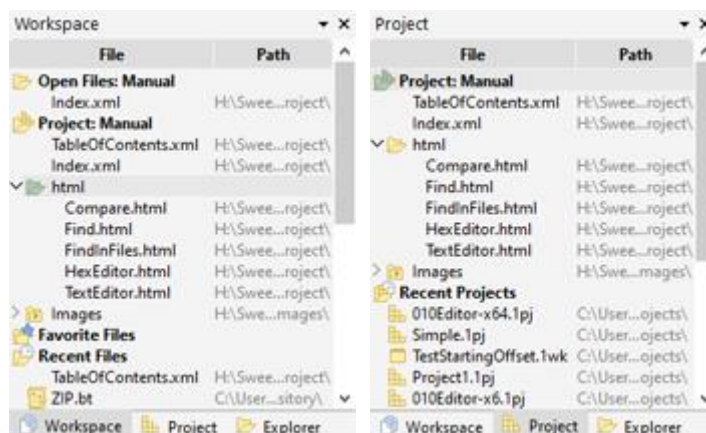 Workspace
File Path
Open Files: Manual
Index.xml H:\Swee...roject\
Project: Manual
TableOfContents.xml H:\Swee...roject\
Index.xml H:\Swee...roject\
html
Compare.html H:\Swee...roject\
Find.html H:\Swee...roject\
FindInFiles.html H:\Swee...roject\
HexEditor.html H:\Swee...roject\
TextEditor.html H:\Swee...roject\
Images H:\Swe...mages\
Favorite Files
Recent Files
TableOfContents.xml H:\Swee...roject\
ZIP.bt C:\User...sitory\
Workspace Project Explorer
Project
File Path
Project: Manual
TableOfContents.xml H:\Swee...roject\
Index.xml H:\Swee...roject\
html
Compare.html H:\Swee...roject\
Find.html H:\Swee...roject\
FindInFiles.html H:\Swee...roject\
HexEditor.html H:\Swee...roject\
TextEditor.html H:\Swee...roject\
Images H:\Swe...mages\
Recent Projects
010Editor-x64.1pj C:\User...ojects\
Simple.1pj C:\User...ojects\
TestStartingOffset.1wk C:\User...ojects\
Project1.1pj C:\User...ojects\
010Editor-x6.1pj C:\User...ojects\
Workspace Project Explorer